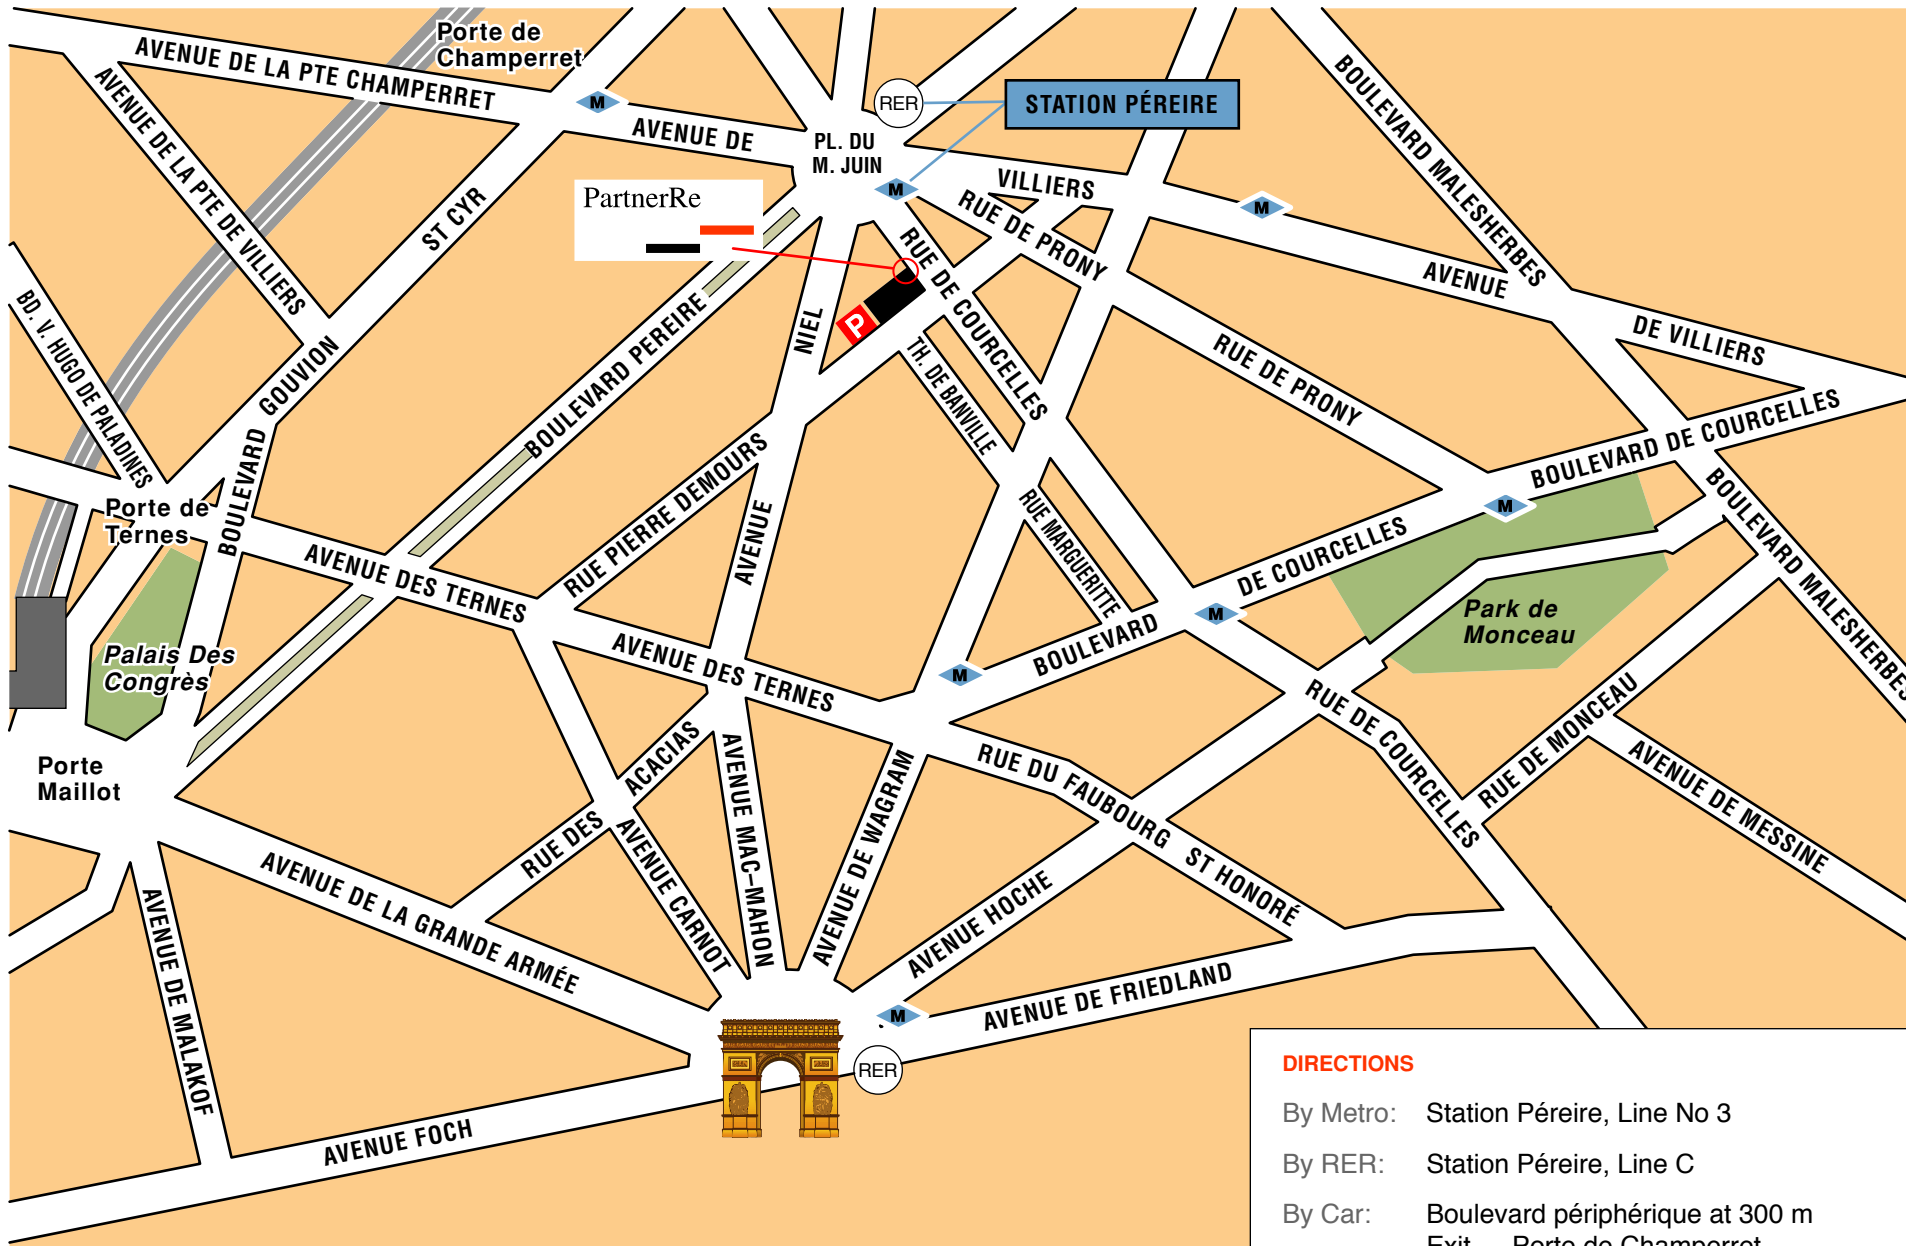 Porte de
Champerret
AVENUE DE LA PTE CHAMPERRET
AVENUE DE LA PTE DE VILLIERS
M
AVENUE DE
PL. DU
M. JUIN
RER
STATION PÉREIRE
M
VILLIERS
M
BOULEVARD MALESHERBES
AVENUE
DE VILLIERS
PartnerRe
ST CYR
GOUVION
BOULEVARD
BD. V. HUGO DE PALADINES
BOULEVARD PEREIRE
NIEL
AVENUE
P
RUE DE COURCELLES
RUE DE PRONY
RUE DE PRONY
TH. DE BANVILLE
RUE MARGUERITTE
RUE PIERRE DEMOURS
BOULEVARD DE COURCELLES
M
DE COURCELLES
M
BOULEVARD
M
BOULEVARD MALESHERBES
Porte de
Ternes
AVENUE DES TERNES
AVENUE DES TERNES
Palais Des
Congrès
Park de
Monceau
Porte
Maillot
RUE DES
ACACIAS
AVENUE CARNOT
AVENUE MAC–MAHON
AVENUE DE WAGRAM
RUE DU FAUBOURG
ST HONORÉ
RUE DE COURCELLES
RUE DE MONCEAU
AVENUE DE MESSINE
AVENUE HOCHE
AVENUE DE LA GRANDE ARMÉE
AVENUE DE MALAKOF
AVENUE DE FRIEDLAND
M
RER
AVENUE FOCH
DIRECTIONS
By Metro: Station Péreire, Line No 3
By RER: Station Péreire, Line C
By Car: Boulevard périphérique at 300 m
Exit Porte de Champerret